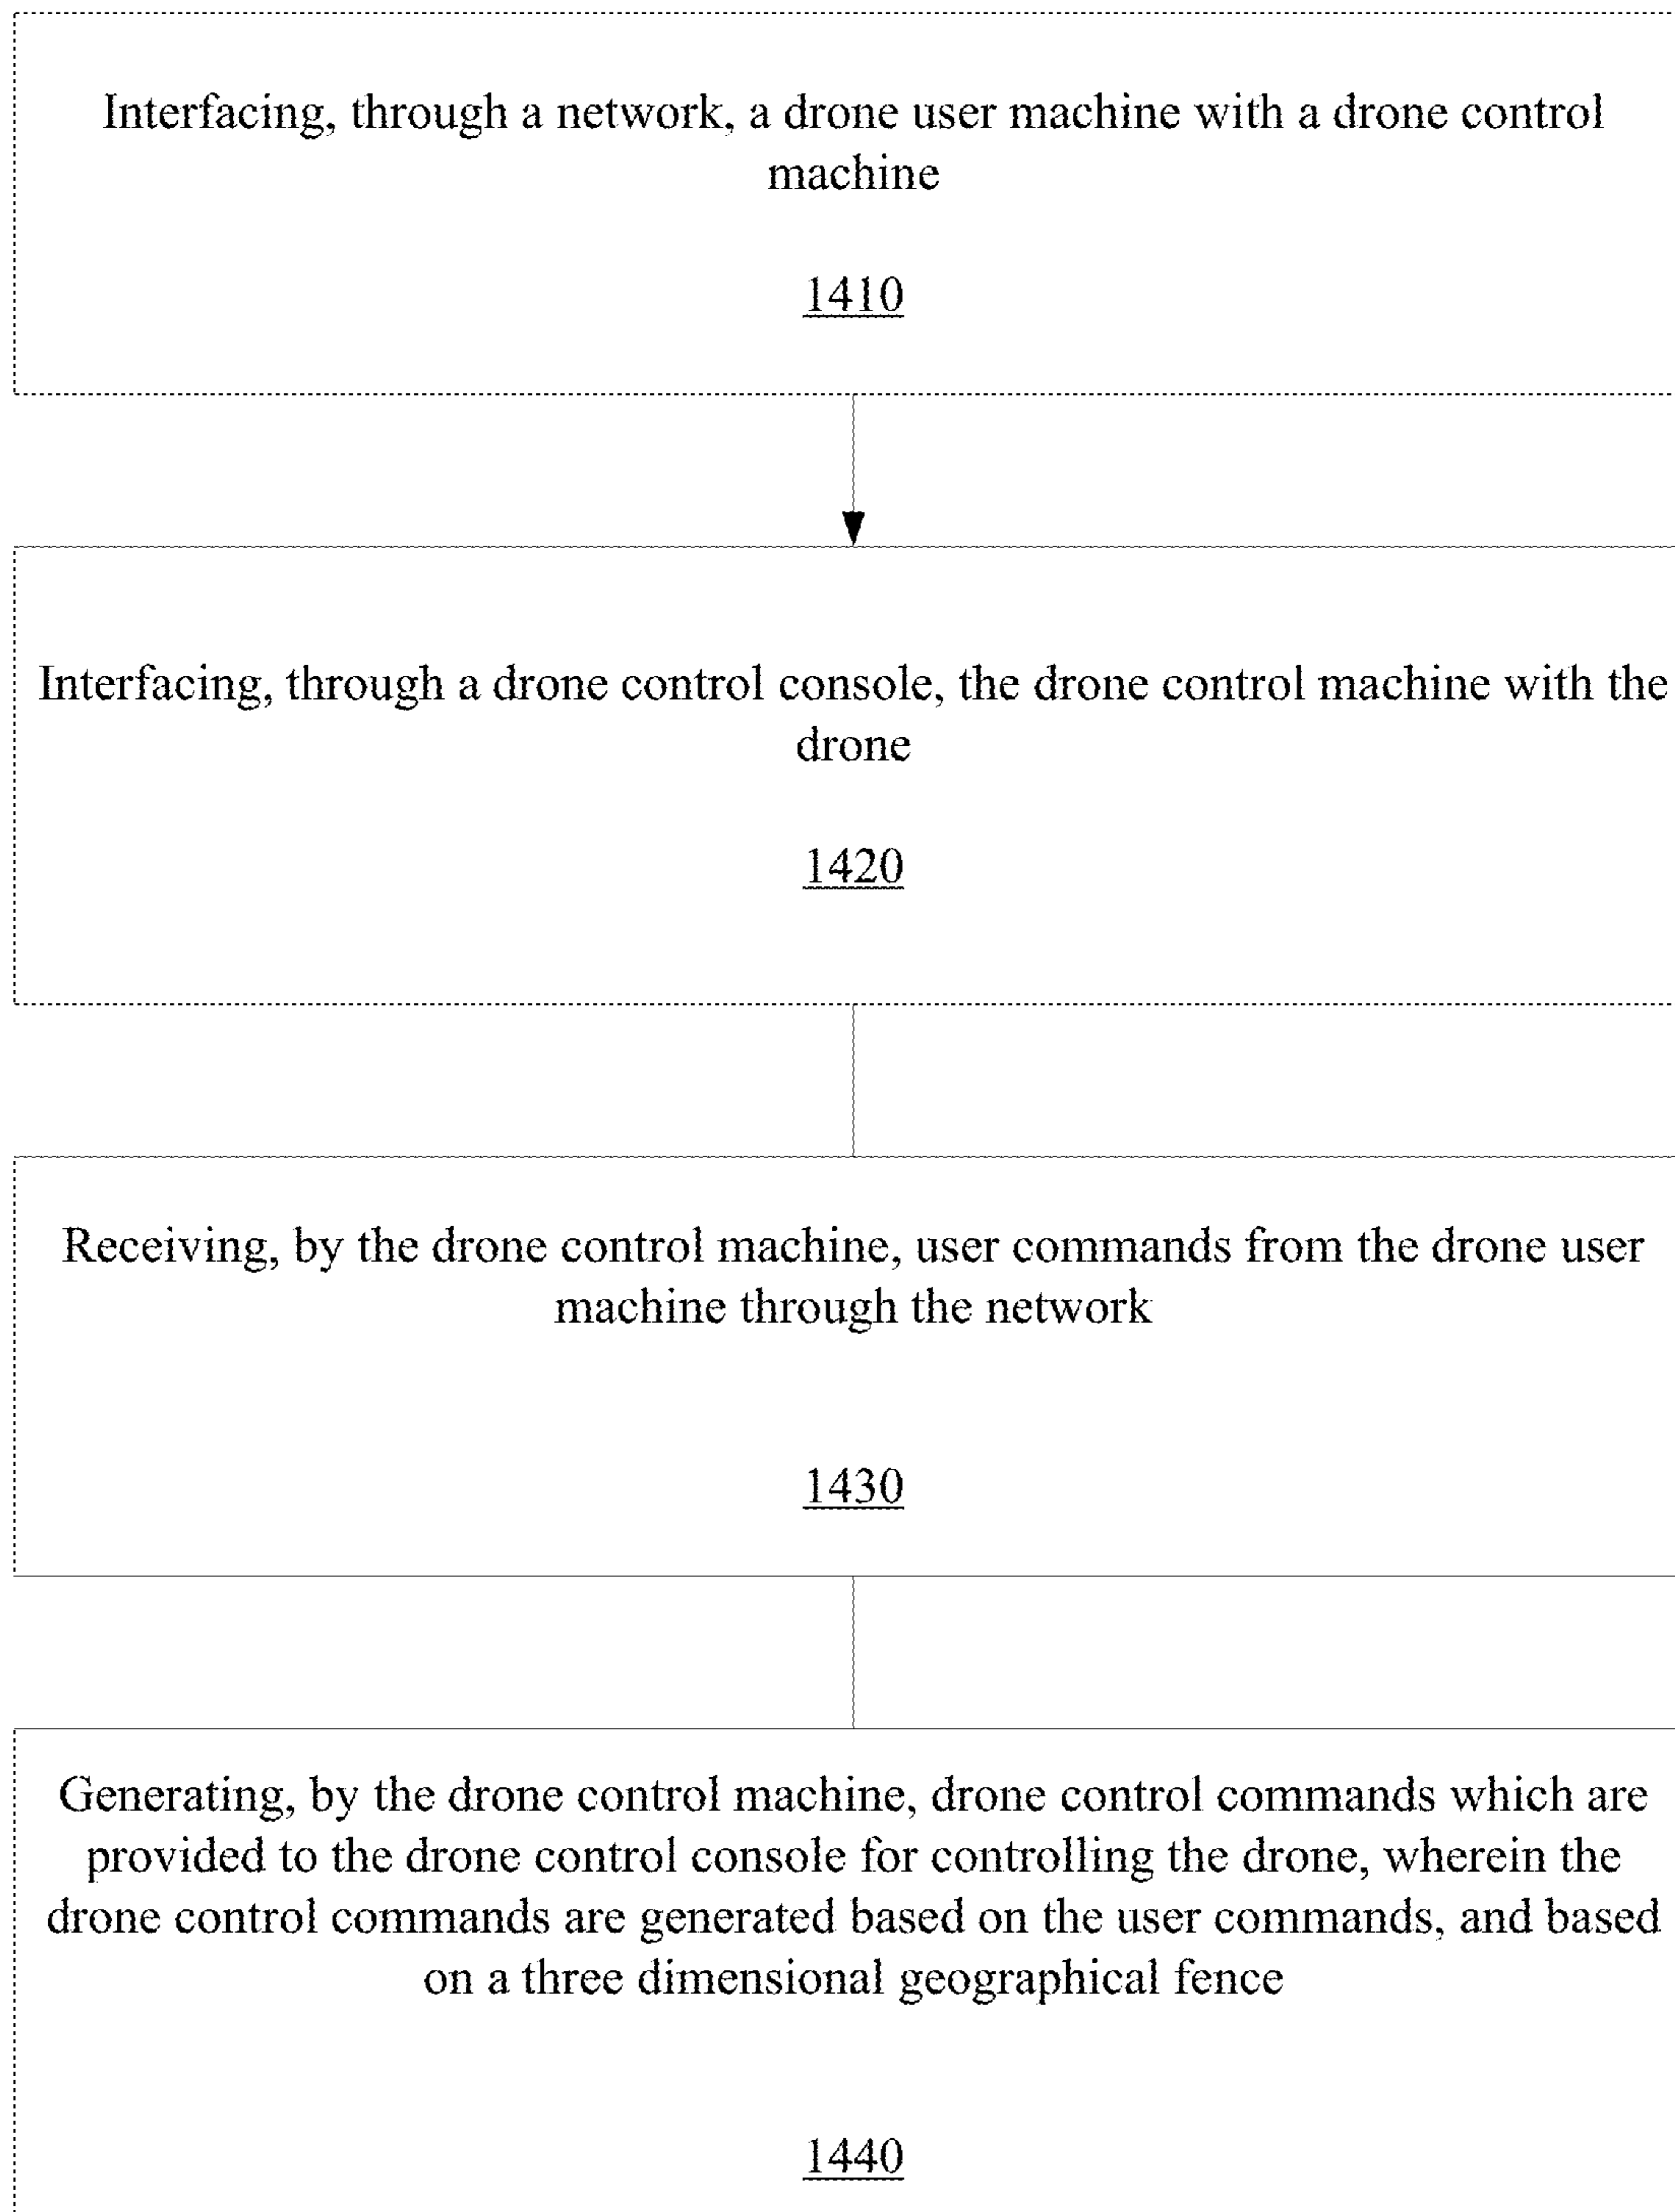 Interfacing, through a network, a drone user machine with a drone control
machine
1410
Interfacing, through a drone control console, the drone control machine with the
drone
1420
Receiving, by the drone control machine, user commands from the drone user
machine through the network
1430
Generating, by the drone control machine, drone control commands which are
provided to the drone control console for controlling the drone, wherein the
drone control commands are generated based on the user commands, and based
on a three dimensional geographical fence
1440